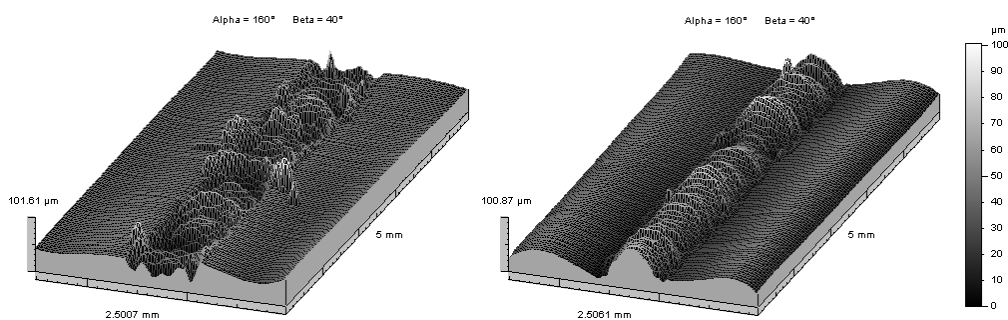 Alpha = 160° Beta = 40°
101.61 µm
5 mm
2.5007 mm
Alpha = 160° Beta = 40°
100.87 µm
5 mm
2.5061 mm
µm
100
90
80
70
60
50
40
30
20
10
0